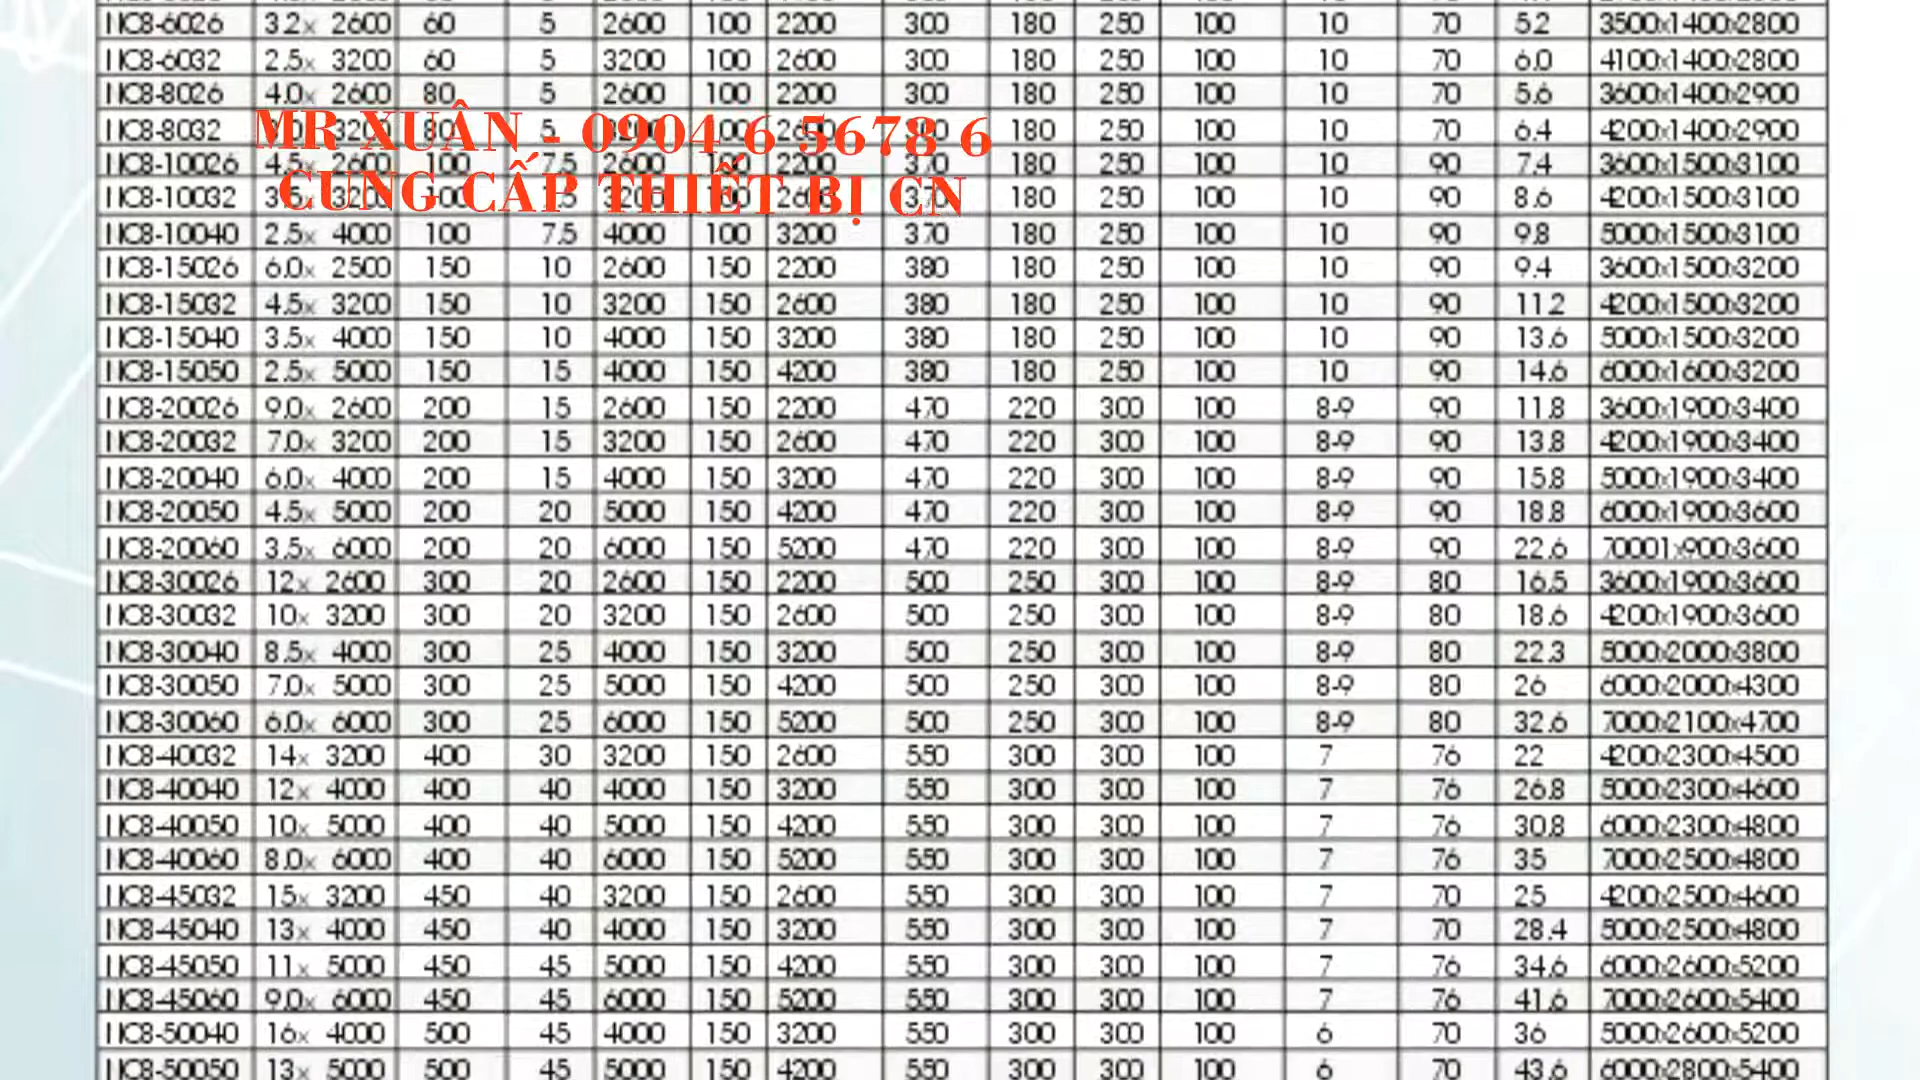 HC8-6026 3.2x 2600 60 5 2600 100 2200 300 180 250 100 10 70 5.2 3500x1400x2800
HC8-6032 2.5x 3200 60 5 3200 100 2600 300 180 250 100 10 70 6.0 4100x1400x2800
HC8-8026 4.0x 2600 80 5 2600 100 2200 300 180 250 100 10 70 5.6 3600x1400x2900
HC8-8032 180 250 100 10 70 6.4 4200x1400x2900
MR XUÂN - 0904 6 5678 6
HC8-10026 4.5x 2600 100 7.5 2600 2200 370 180 250 100 10 90 7.4 3600x1500x3100
HC8-10032 180 250 100 10 90 8.6 4200x1500x3100
CUNG CẤP THIẾT BỊ CN
HC8-10040 2.5x 4000 100 7.5 4000 100 3200 370 180 250 100 10 90 9.8 5000x1500x3100
HC8-15026 6.0x 2500 150 10 2600 150 2200 380 180 250 100 10 90 9.4 3600x1500x3200
HC8-15032 4.5x 3200 150 10 3200 150 2600 380 180 250 100 10 90 11.2 4200x1500x3200
HC8-15040 3.5x 4000 150 10 4000 150 3200 380 180 250 100 10 90 13.6 5000x1500x3200
HC8-15050 2.5x 5000 150 15 4000 150 4200 380 180 250 100 10 90 14.6 6000x1600x3200
HC8-20026 9.0x 2600 200 15 2600 150 2200 470 220 300 100 8-9 90 11.8 3600x1900x3400
HC8-20032 7.0x 3200 200 15 3200 150 2600 470 220 300 100 8-9 90 13.8 4200x1900x3400
HC8-20040 6.0x 4000 200 15 4000 150 3200 470 220 300 100 8-9 90 15.8 5000x1900x3400
HC8-20050 4.5x 5000 200 20 5000 150 4200 470 220 300 100 8-9 90 18.8 6000x1900x3600
HC8-20060 3.5x 6000 200 20 6000 150 5200 470 220 300 100 8-9 90 22.6 70001x900x3600
HC8-30026 12x 2600 300 20 2600 150 2200 500 250 300 100 8-9 80 16.5 3600x1900x3600
HC8-30032 10x 3200 300 20 3200 150 2600 500 250 300 100 8-9 80 18.6 4200x1900x3600
HC8-30040 8.5x 4000 300 25 4000 150 3200 500 250 300 100 8-9 80 22.3 5000x2000x3800
HC8-30050 7.0x 5000 300 25 5000 150 4200 500 250 300 100 8-9 80 26 6000x2000x4300
HC8-30060 6.0x 6000 300 25 6000 150 5200 500 250 300 100 8-9 80 32.6 7000x2100x4700
HC8-40032 14x 3200 400 30 3200 150 2600 550 300 300 100 7 76 22 4200x2300x4500
HC8-40040 12x 4000 400 40 4000 150 3200 550 300 300 100 7 76 26.8 5000x2300x4600
HC8-40050 10x 5000 400 40 5000 150 4200 550 300 300 100 7 76 30.8 6000x2300x4800
HC8-40060 8.0x 6000 400 40 6000 150 5200 550 300 300 100 7 76 35 7000x2500x4800
HC8-45032 15x 3200 450 40 3200 150 2600 550 300 300 100 7 70 25 4200x2500x4600
HC8-45040 13x 4000 450 40 4000 150 3200 550 300 300 100 7 70 28.4 5000x2500x4800
HC8-45050 11x 5000 450 45 5000 150 4200 550 300 300 100 7 76 34.6 6000x2600x5200
HC8-45060 9.0x 6000 450 45 6000 150 5200 550 300 300 100 7 76 41.6 7000x2600x5400
HC8-50040 16x 4000 500 45 4000 150 3200 550 300 300 100 6 70 36 5000x2600x5200
HC8-50050 13x 5000 500 45 5000 150 4200 550 300 300 100 6 70 43.6 6000x2800x5400